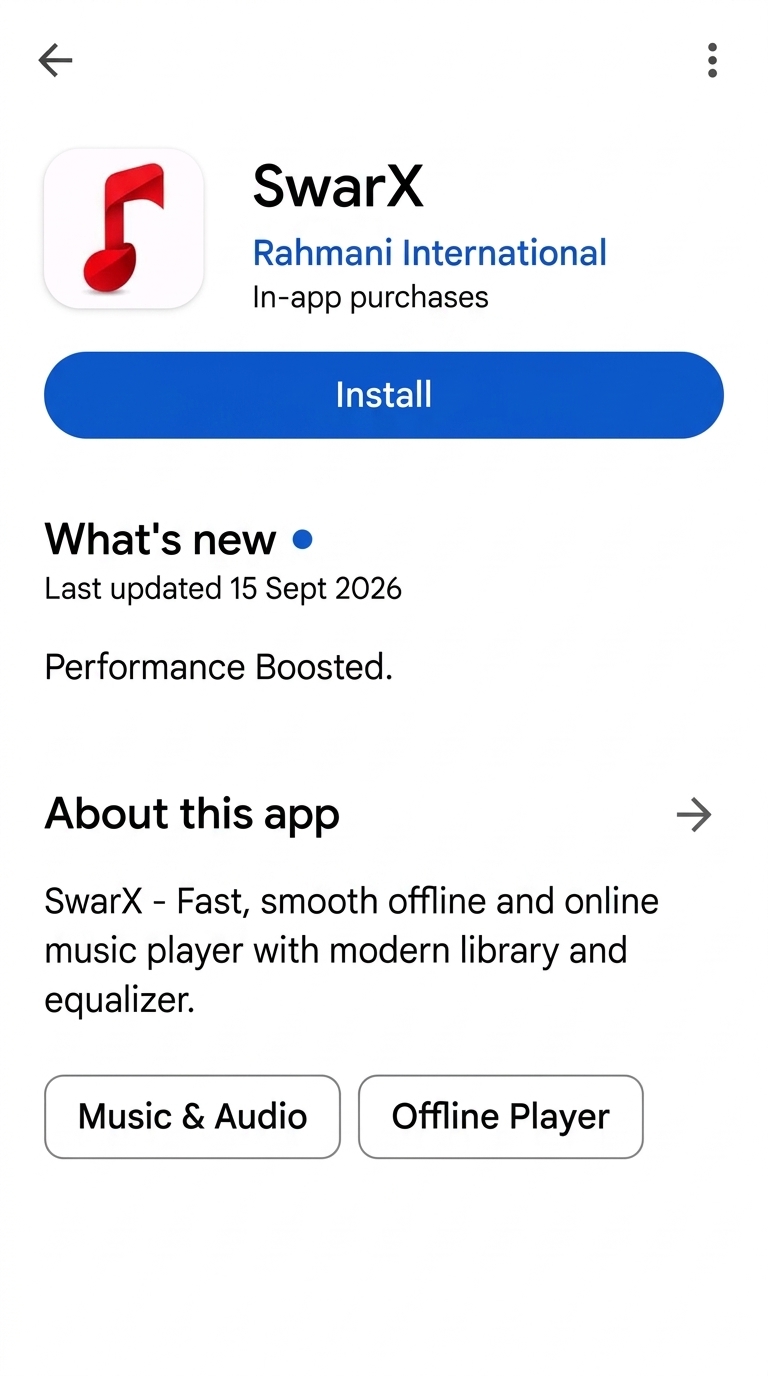 SwarX
Rahmani International
In-app purchases
Install
What's new
Last updated 15 Sept 2026
Performance Boosted.
About this app
SwarX - Fast, smooth offline and online
music player with modern library and
equalizer.
Music & Audio
Offline Player